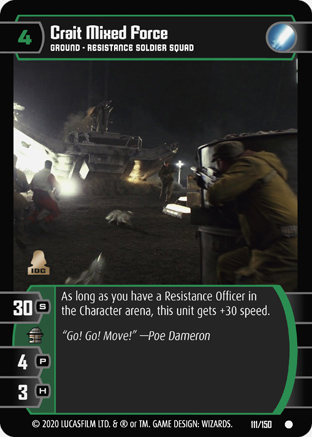 4
Crait Mixed Force
GROUND - RESISTANCE SOLDIER SQUAD
IDC
30 S
As long as you have a Resistance Officer in
the Character arena, this unit gets +30 speed.
"Go! Go! Move!" —Poe Dameron
4 P
3 H
© 2020 LUCASFILM LTD. & ® or TM. GAME DESIGN: WIZARDS.
111/150